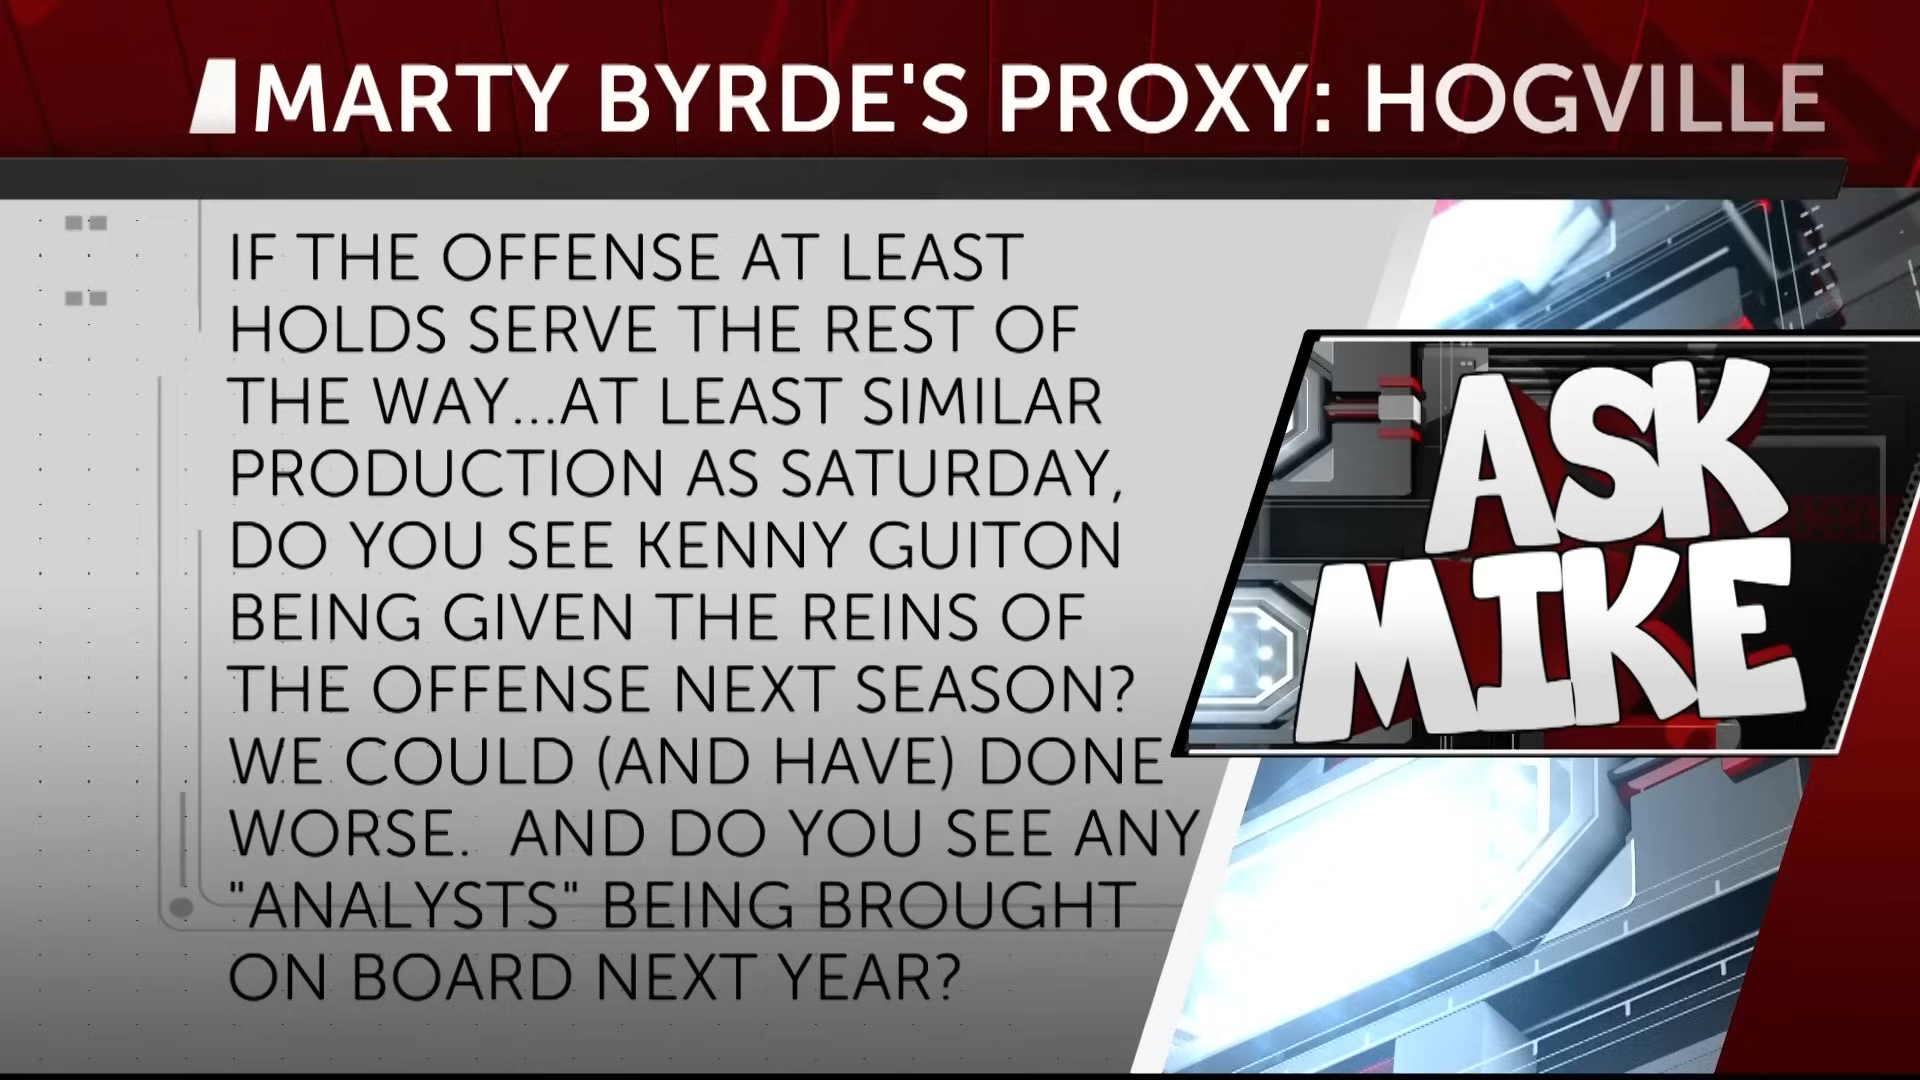 MARTY BYRDE'S PROXY: HOGVILLE
IF THE OFFENSE AT LEAST
HOLDS SERVE THE REST OF
THE WAY...AT LEAST SIMILAR
PRODUCTION AS SATURDAY,
DO YOU SEE KENNY GUITON
BEING GIVEN THE REINS OF
THE OFFENSE NEXT SEASON?
WE COULD (AND HAVE) DONE
WORSE.  AND DO YOU SEE ANY
"ANALYSTS" BEING BROUGHT
ON BOARD NEXT YEAR?
ASK
MIKE